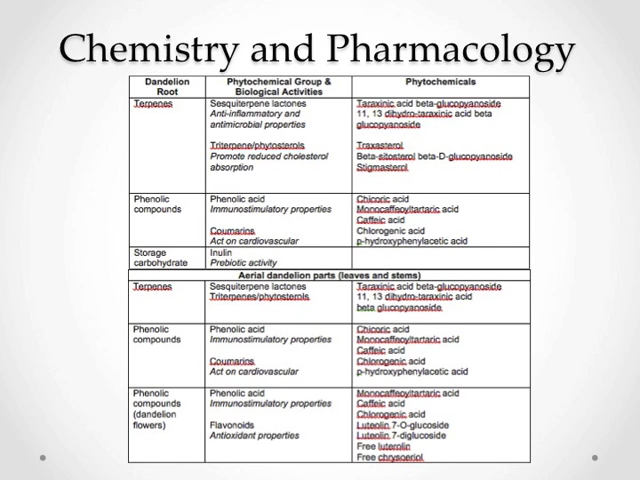 Chemistry and Pharmacology
Dandelion Root
Phytochemical Group & Biological Activities
Phytochemicals
Terpenes
Sesquiterpene lactones
Anti-inflammatory and
antimicrobial properties
Triterpene/phytosterols
Promote reduced cholesterol
absorption
Taraxinic acid beta-glucopyanoside
11, 13 dihydro-taraxinic acid beta
glucopyanoside
Traxasterol
Beta-sitosterol beta-D-glucopyanoside
Stigmasterol
Phenolic
compounds
Phenolic acid
Immunostimulatory properties
Coumarins
Act on cardiovascular
Chicoric acid
Monocaffeoyltartaric acid
Caffeic acid
Chlorogenic acid
p-hydroxyphenylacetic acid
Storage
carbohydrate
Inulin
Prebiotic activity
Aerial dandelion parts (leaves and stems)
Terpenes
Sesquiterpene lactones
Triterpenes/phytosterols
Taraxinic acid beta-glucopyanoside
11, 13 dihydro-taraxinic acid
beta glucopyanoside
Phenolic
compounds
Phenolic acid
Immunostimulatory properties
Coumarins
Act on cardiovascular
Chicoric acid
Monocaffeoyltartaric acid
Caffeic acid
Chlorogenic acid
p-hydroxyphenylacetic acid
Phenolic
compounds
(dandelion
flowers)
Phenolic acid
Immunostimulatory properties
Flavonoids
Antioxidant properties
Monocaffeoyltartaric acid
Caffeic acid
Chlorogenic acid
Luteolin 7-O-glucoside
Luteolin 7-diglucoside
Free luterolin
Free chrysoeriol